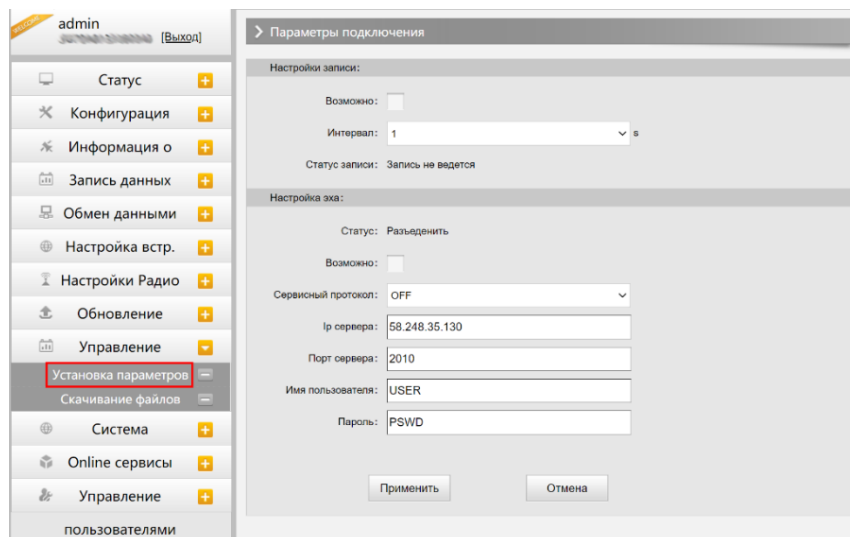 WELCOME
admin
[Выход]
Статус
Конфигурация
Информация о
Запись данных
Обмен данными
Настройка встр.
Настройки Радио
Обновление
Управление
Установка параметров
Скачивание файлов
Система
Online сервисы
Управление
пользователями
Параметры подключения
Настройки записи:
Возможно:
Интервал: 1 s
Статус записи: Запись не ведется
Настройка эха:
Статус: Разъеденить
Возможно:
Сервисный протокол: OFF
Ip сервера: 58.248.35.130
Порт сервера: 2010
Имя пользователя: USER
Пароль: PSWD
Применить Отмена